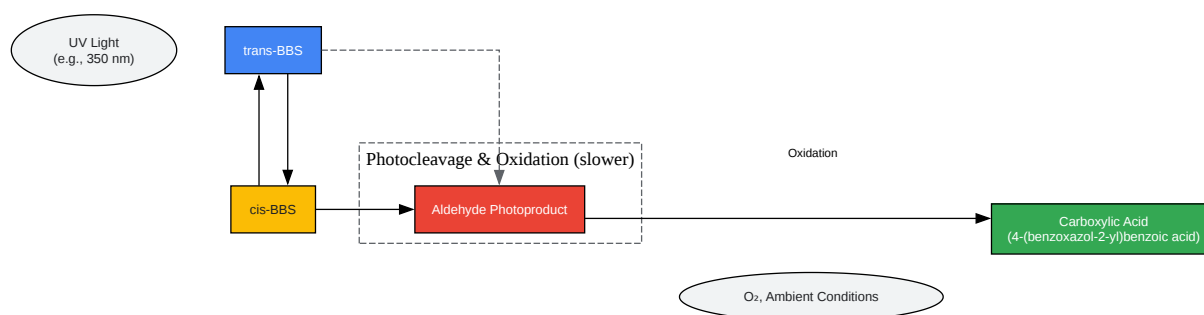 UV Light
(e.g., 350 nm)
trans-BBS
Photocleavage & Oxidation (slower)
Oxidation
cis-BBS
Aldehyde Photoproduct
Carboxylic Acid
(4-(benzoxazol-2-yl)benzoic acid)
O₂, Ambient Conditions